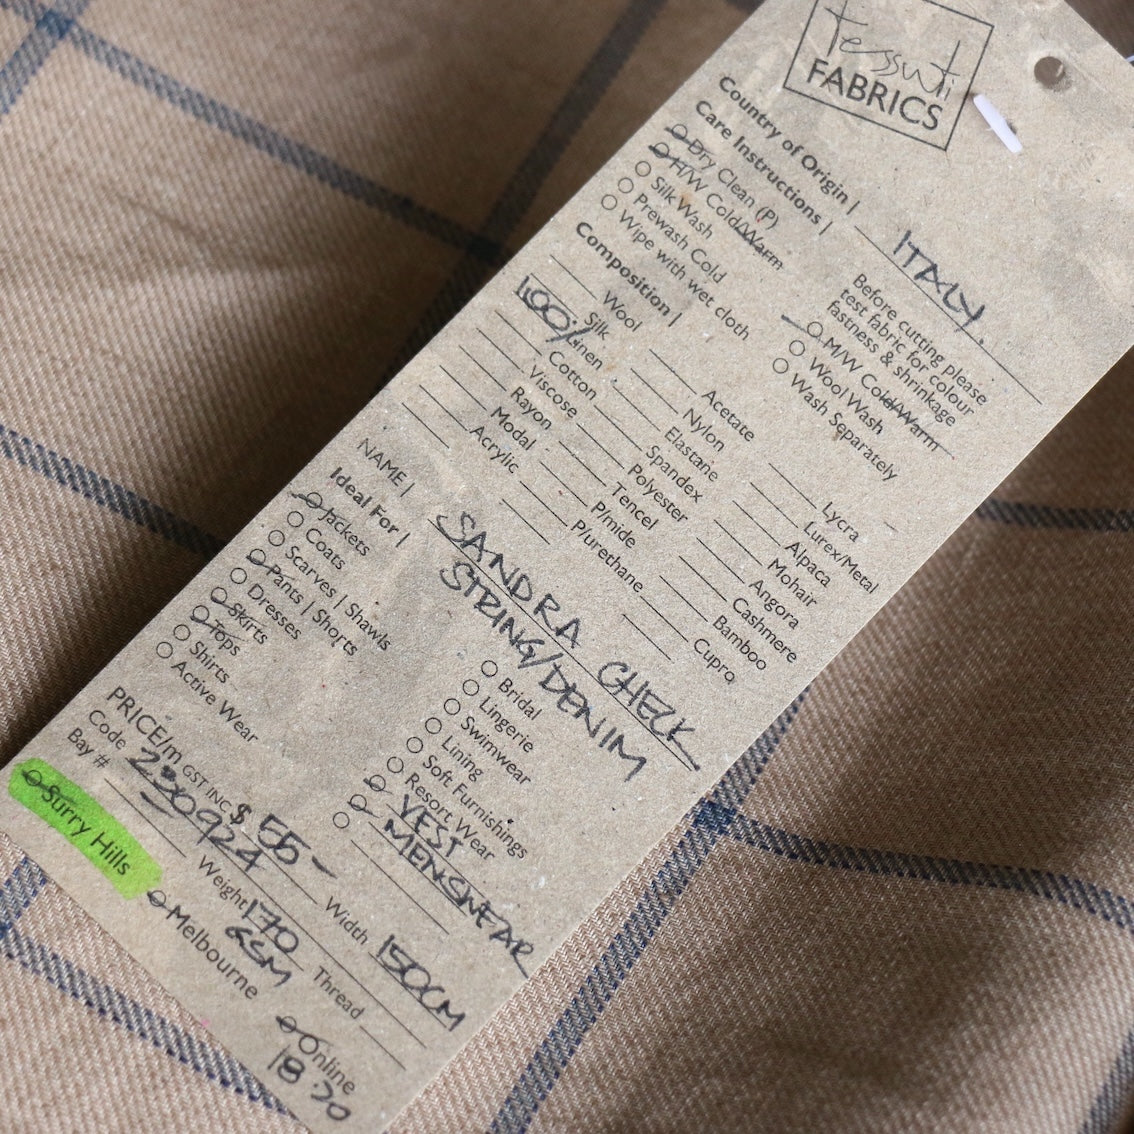 tessuti
FABRICS
Country of Origin | ITALY
Care Instructions |
Dry Clean (P)
H/W Cold/Warm
Silk Wash
Prewash Cold
Wipe with wet cloth
Before cutting please
test fabric for colour
fastness & shrinkage
M/W Cold/Warm
Wool Wash
Wash Separately
Composition |
Wool
Silk
100% Linen
Cotton
Viscose
Rayon
Modal
Acrylic
Acetate
Nylon
Elastane
Spandex
Polyester
Tencel
P/mide
P/urethane
Lycra
Lurex/Metal
Alpaca
Mohair
Angora
Cashmere
Bamboo
Cupro
NAME | SANDRA CHECK
STRING/DENIM
Ideal For |
Jackets
Coats
Scarves | Shawls
Pants | Shorts
Dresses
Skirts
Tops
Shirts
Active Wear
Bridal
Lingerie
Swimwear
Lining
Soft Furnishings
Resort Wear
VEST
MENSWEAR
PRICE/m GST INC $ 55- Width 150CM
Code Weight 170 GSM Thread
Bay #
Surry Hills
Melbourne
Online